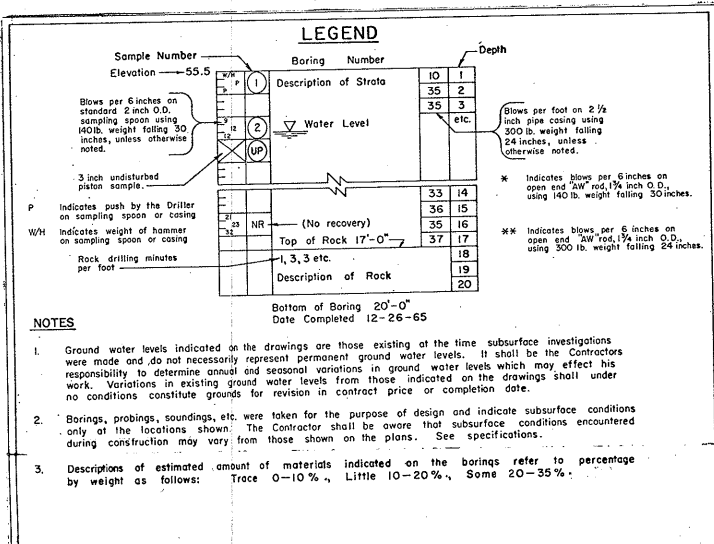 LEGEND
Sample Number
Boring Number
Depth
Elevation 55.5
W/H P
P
1
Description of Strata
10 1
35 2
35 3
etc.
Blows per 6 inches on
standard 2 inch O.D.
sampling spoon using
140 lb. weight falling 30
inches, unless otherwise
noted.
9
12
12
2
Water Level
UP
Blows per foot on 2 1/2
inch pipe casing using
300 lb. weight falling
24 inches, unless
otherwise noted.
3 inch undisturbed
piston sample.
P Indicates push by the Driller
on sampling spoon or casing
W/H Indicates weight of hammer
on sampling spoon or casing
Rock drilling minutes
per foot
21
23
32
NR
(No recovery)
Top of Rock 17'-0"
1, 3, 3 etc.
Description of Rock
33 14
36 15
35 16
37 17
18
19
20
* Indicates blows per 6 inches on
open end "AW" rod, 1 3/4 inch O.D.,
using 140 lb. weight falling 30 inches.
** Indicates blows per 6 inches on
open end "AW" rod, 1 3/4 inch O.D.,
using 300 lb. weight falling 24 inches.
Bottom of Boring 20'-0"
Date Completed 12-26-65
NOTES
1. Ground water levels indicated on the drawings are those existing at the time subsurface investigations
were made and do not necessarily represent permanent ground water levels. It shall be the Contractors
responsibility to determine annual and seasonal variations in ground water levels which may effect his
work. Variations in existing ground water levels from those indicated on the drawings shall under
no conditions constitute grounds for revision in contract price or completion date.
2. Borings, probings, soundings, etc. were taken for the purpose of design and indicate subsurface conditions
only at the locations shown. The Contractor shall be aware that subsurface conditions encountered
during construction may vary from those shown on the plans. See specifications.
3. Descriptions of estimated amount of materials indicated on the borings refer to percentage
by weight as follows: Trace 0-10%., Little 10-20%., Some 20-35%.